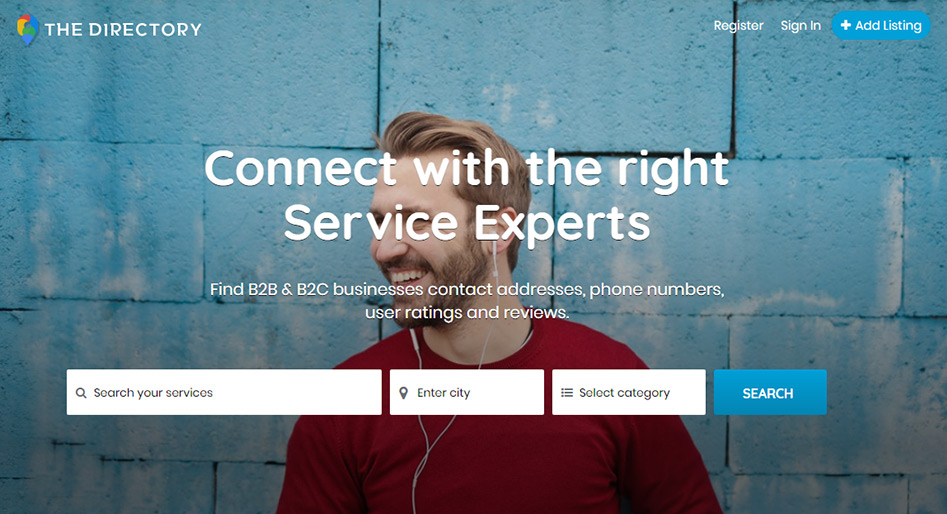 THE DIRECTORY
Register Sign In + Add Listing
Connect with the right
Service Experts
Find B2B & B2C businesses contact addresses, phone numbers,
user ratings and reviews.
Search your services Enter city Select category SEARCH